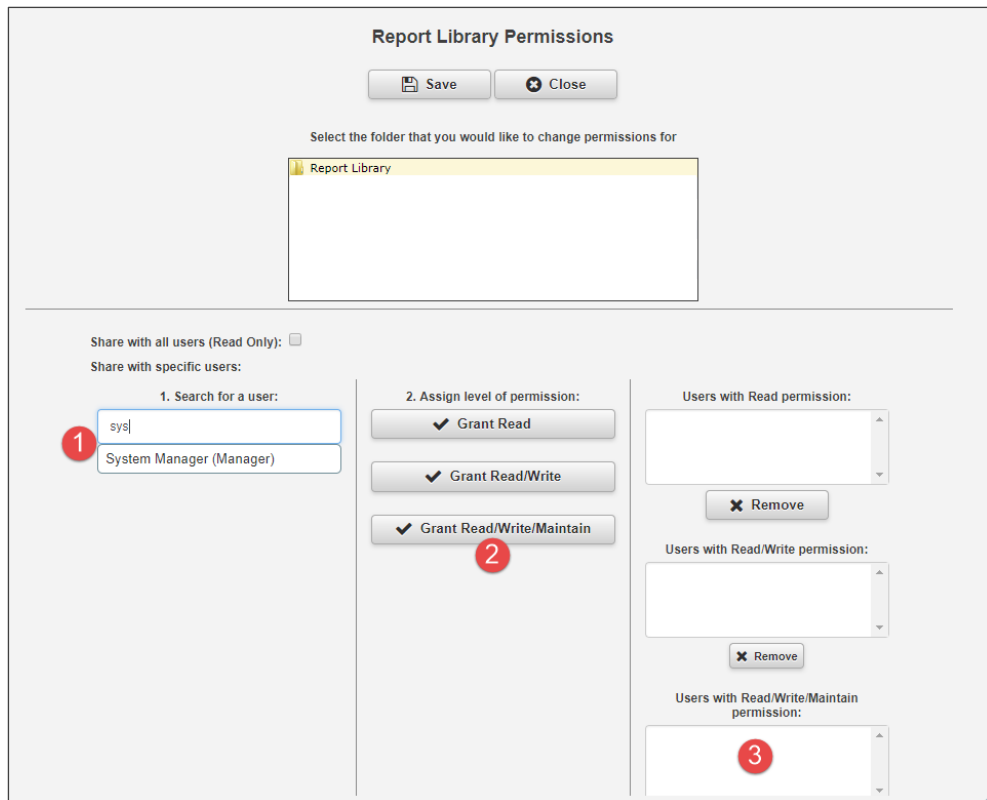 Report Library Permissions
Save
Close
Select the folder that you would like to change permissions for
Report Library
Share with all users (Read Only):
Share with specific users:
1. Search for a user:
sys
1
System Manager (Manager)
2. Assign level of permission:
Grant Read
Grant Read/Write
Grant Read/Write/Maintain
2
Users with Read permission:
Remove
Users with Read/Write permission:
Remove
Users with Read/Write/Maintain
permission:
3